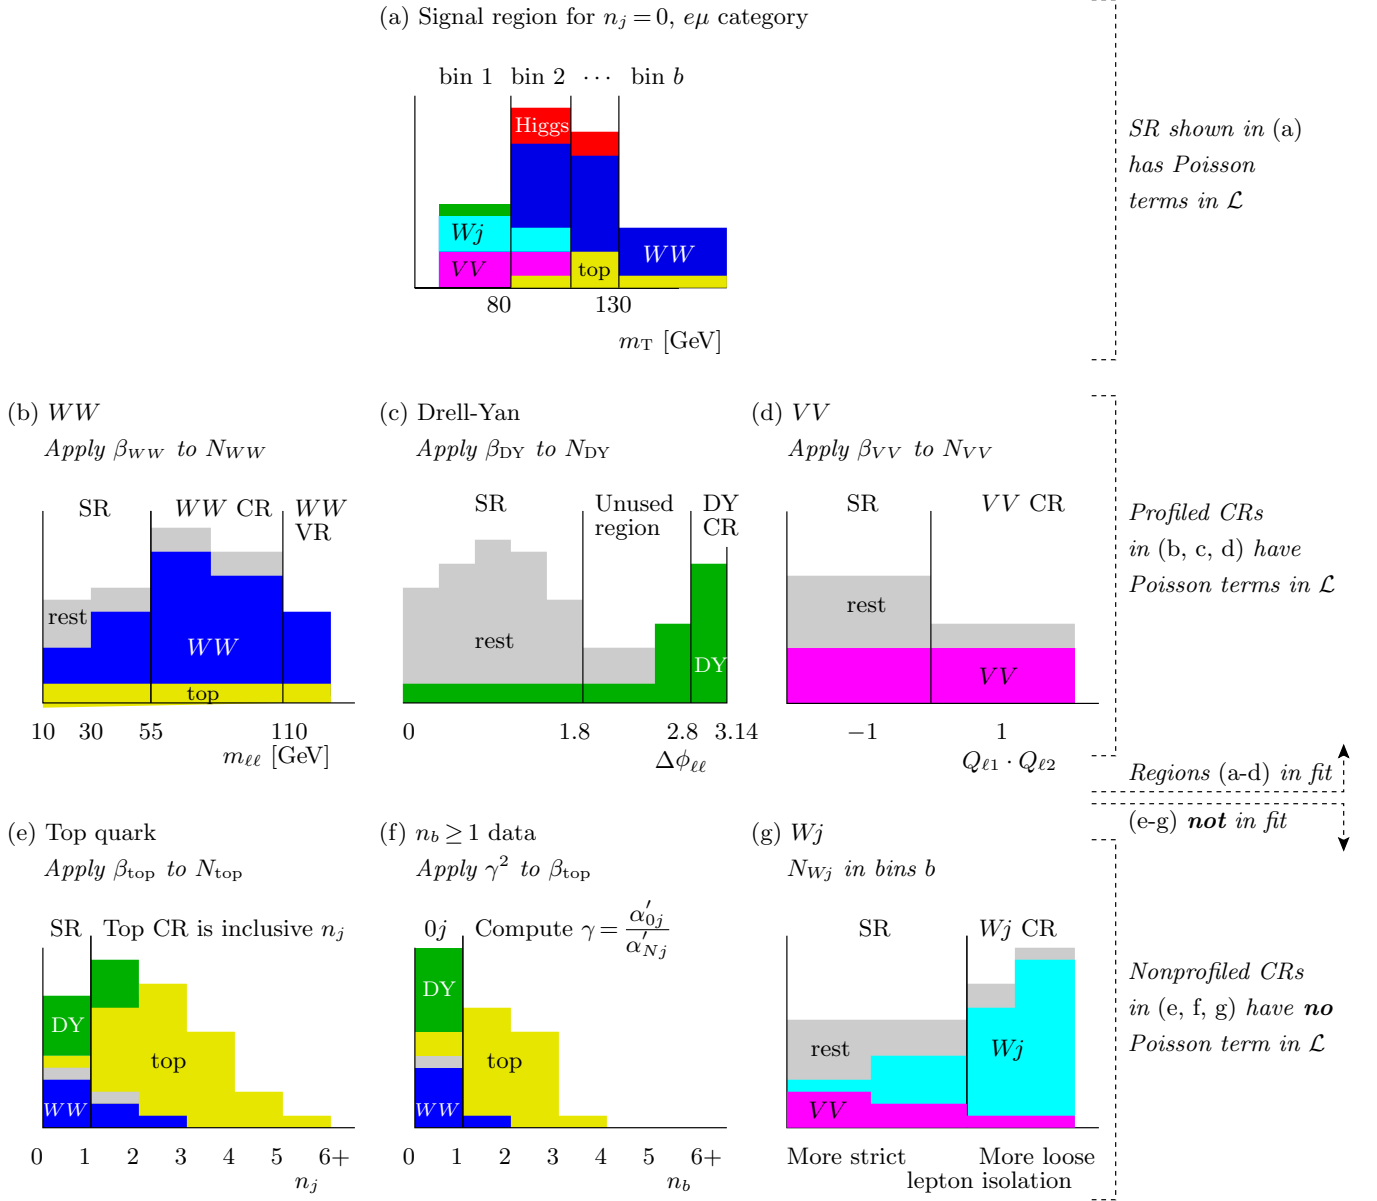 (a) Signal region for n_j = 0, eμ category
bin 1 bin 2 ··· bin b
Higgs
Wj
VV
top
WW
80 130
m_T [GeV]
SR shown in (a)
has Poisson
terms in ℒ
(b) WW
Apply β_WW to N_WW
SR WW CR WW
VR
rest
WW
top
10 30 55 110
m_ℓℓ [GeV]
(c) Drell-Yan
Apply β_DY to N_DY
SR Unused DY
region CR
rest
DY
0 1.8 2.8 3.14
Δϕ_ℓℓ
(d) VV
Apply β_VV to N_VV
SR VV CR
rest
VV
−1 1
Q_ℓ1 · Q_ℓ2
Profiled CRs
in (b, c, d) have
Poisson terms in ℒ
Regions (a-d) in fit
(e-g) not in fit
(e) Top quark
Apply β_top to N_top
SR Top CR is inclusive n_j
DY
top
WW
0 1 2 3 4 5 6+
n_j
(f) n_b ≥ 1 data
Apply γ² to β_top
0j Compute γ = α′_0j / α′_Nj
DY
top
WW
0 1 2 3 4 5 6+
n_b
(g) Wj
N_Wj in bins b
SR Wj CR
rest
Wj
VV
More strict More loose
lepton isolation
Nonprofiled CRs
in (e, f, g) have no
Poisson term in ℒ